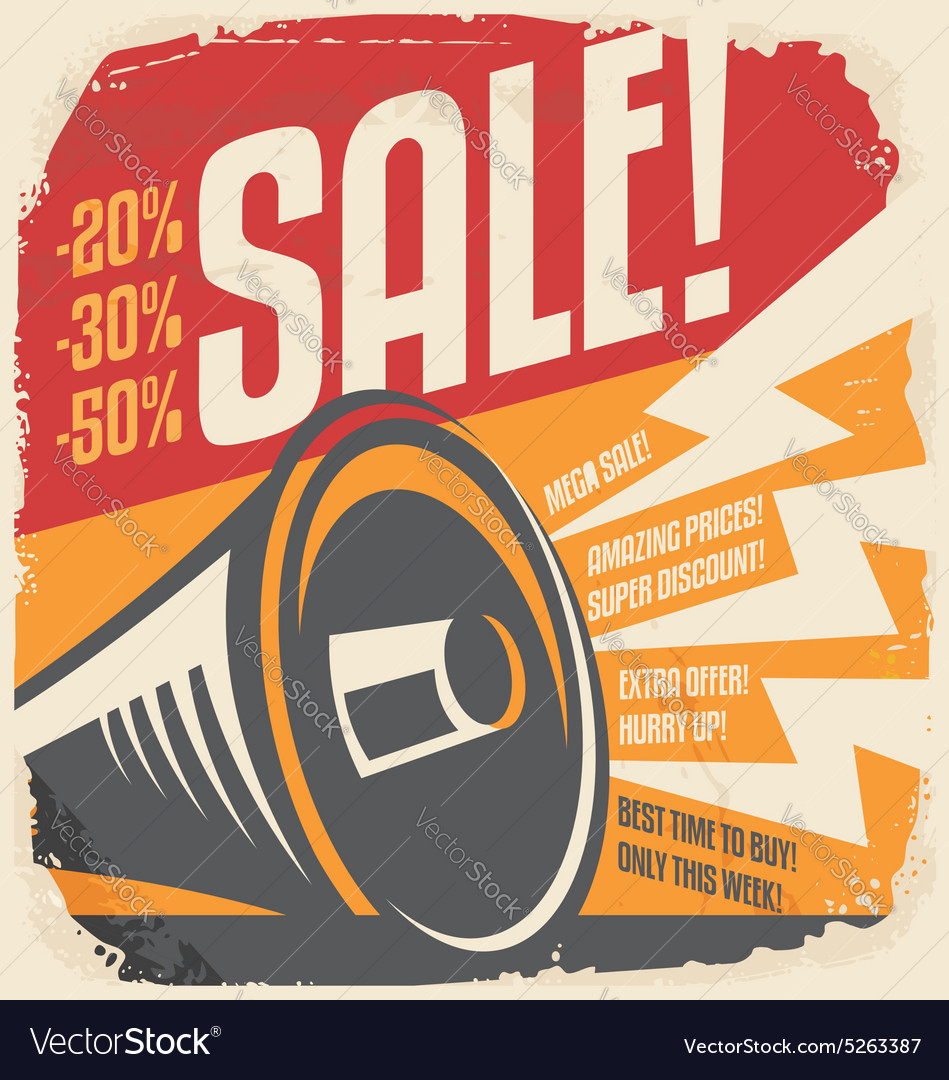 SALE!
-20%
-30%
-50%
MEGA SALE!
AMAZING PRICES!
SUPER DISCOUNT!
EXTRA OFFER!
HURRY UP!
BEST TIME TO BUY!
ONLY THIS WEEK!
VectorStock®
VectorStock.com/5263387